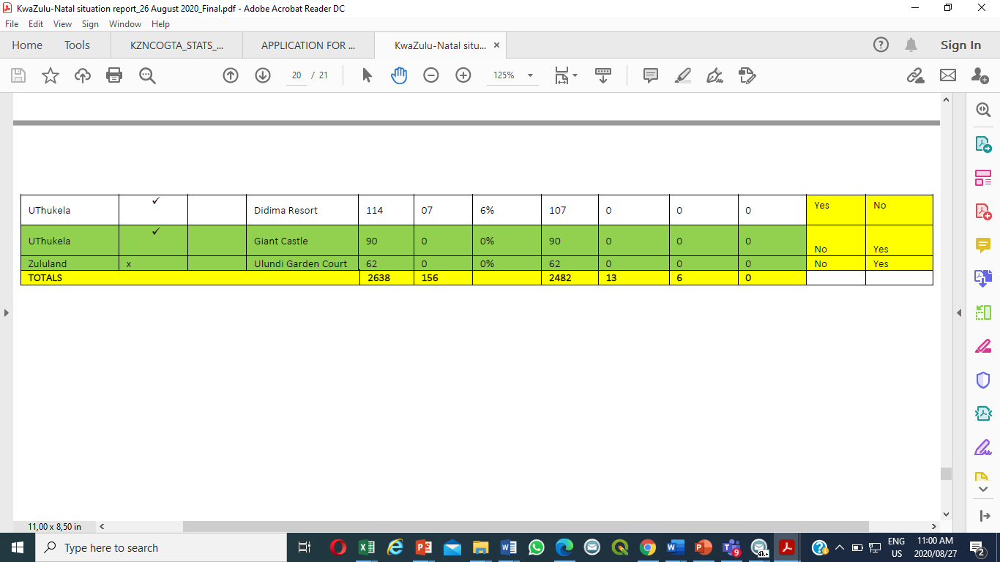 KwaZulu-Natal situation report_26 August 2020_Final.pdf - Adobe Acrobat Reader DC
File Edit View Sign Window Help
Home Tools KZNCOGTA_STATS_... APPLICATION FOR ... KwaZulu-Natal situ... × Sign In
20 / 21 125%
UThukela ✓ Didima Resort 114 07 6% 107 0 0 0 Yes No
UThukela ✓ Giant Castle 90 0 0% 90 0 0 0 No Yes
Zululand x Ulundi Garden Court 62 0 0% 62 0 0 0 No Yes
TOTALS 2638 156 2482 13 6 0
11,00 x 8,50 in
Type here to search
ENG
US
11:00 AM
2020/08/27
9
4K+
2